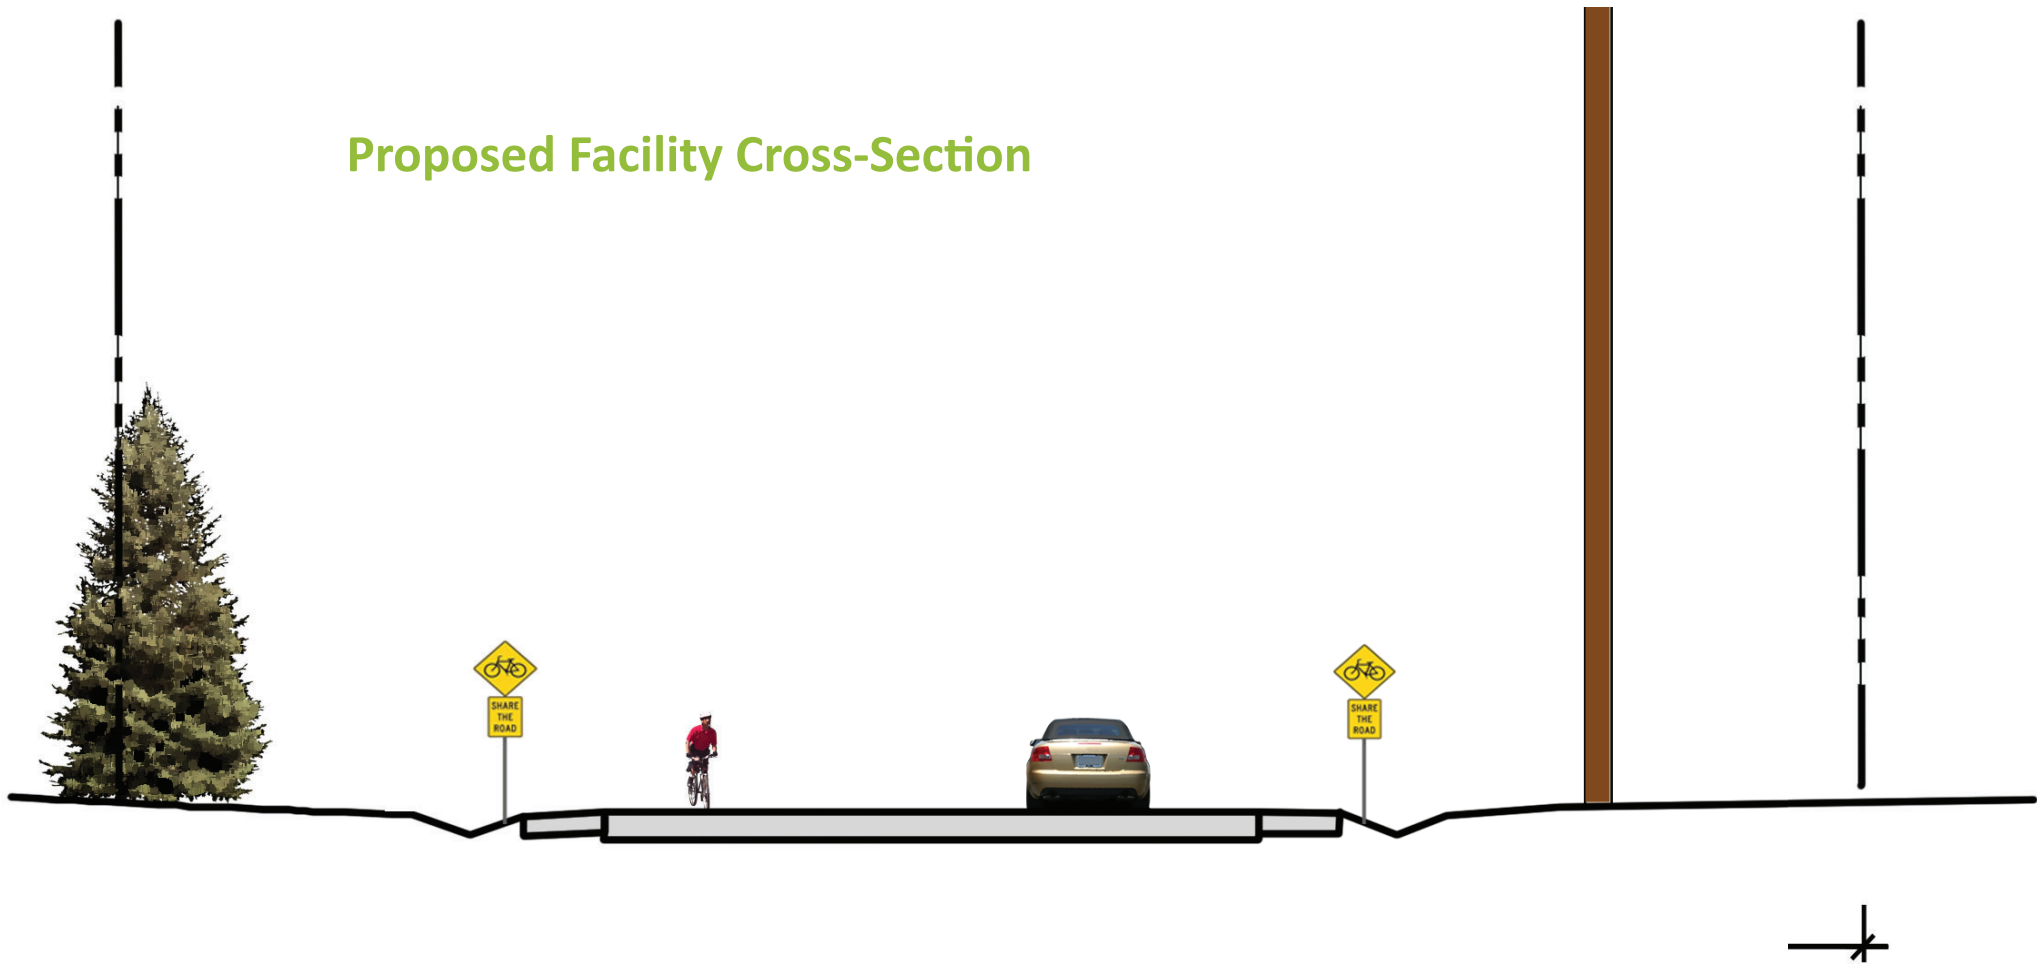 Proposed Facility Cross-Section
SHARE
THE
ROAD
SHARE
THE
ROAD